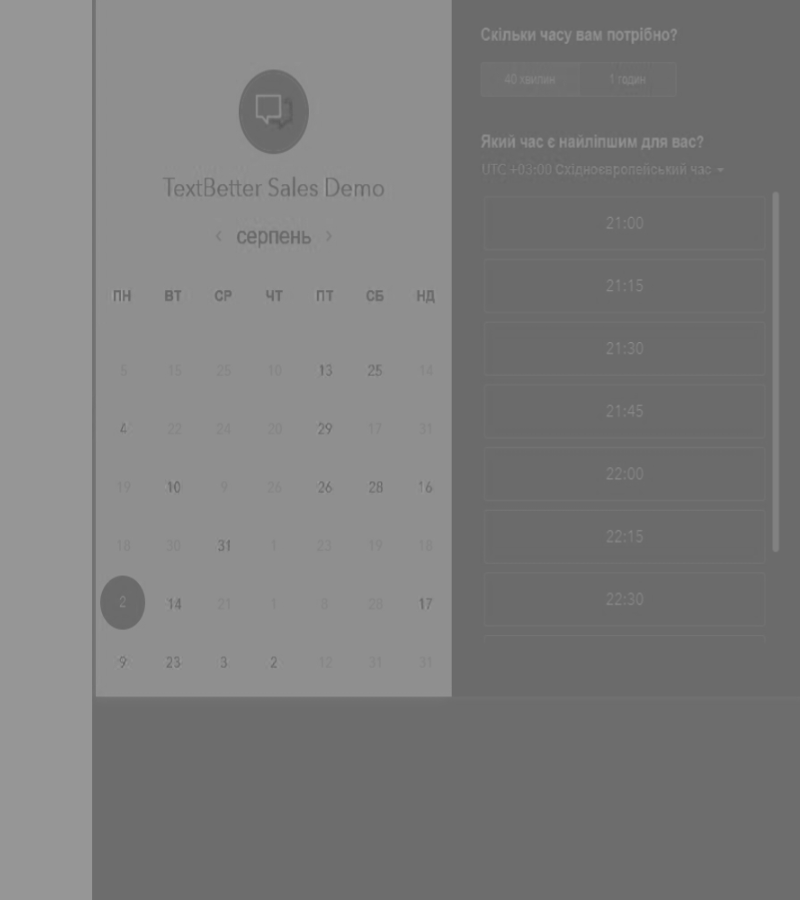 TextBetter Sales Demo
серпень
ПН ВТ СР ЧТ ПТ СБ НД
5 15 25 10 13 25 14
4 22 24 20 29 17 31
19 10 9 26 26 28 16
18 30 31 1 23 19 18
2 14 21 1 8 20 17
9 23 3 2 12 31 31
Скільки часу вам потрібно?
40 хвилин 1 годин
Який час є найліпшим для вас?
UTC +03:00 Східноєвропейський час
21:00
21:15
21:30
21:45
22:00
22:15
22:30